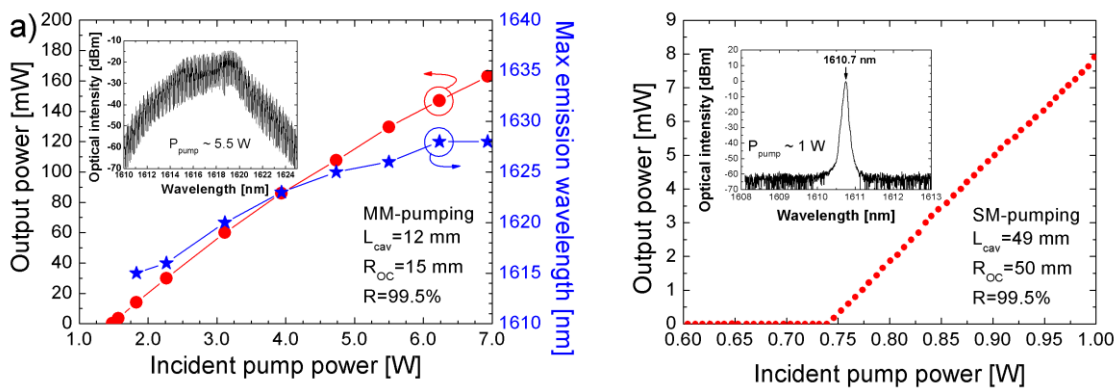 a)
200
180
160
140
120
100
80
60
40
20
0
Output power [mW]
1.0 2.0 3.0 4.0 5.0 6.0 7.0
Incident pump power [W]
1640
1635
1630
1625
1620
1615
1610
Max emission wavelength [nm]
-10
-20
-30
-40
-50
-60
-70
Optical intensity [dBm]
P_pump ~ 5.5 W
1610 1612 1614 1616 1618 1620 1622 1624
Wavelength [nm]
MM-pumping
L_cav=12 mm
R_OC=15 mm
R=99.5%
9
8
7
6
5
4
3
2
1
0
Output power [mW]
0.60 0.65 0.70 0.75 0.80 0.85 0.90 0.95 1.00
Incident pump power [W]
20
10
0
-10
-20
-30
-40
-50
-60
-70
Optical intensity [dBm]
1610.7 nm
P_pump ~ 1 W
1608 1609 1610 1611 1612 1613
Wavelength [nm]
SM-pumping
L_cav=49 mm
R_OC=50 mm
R=99.5%